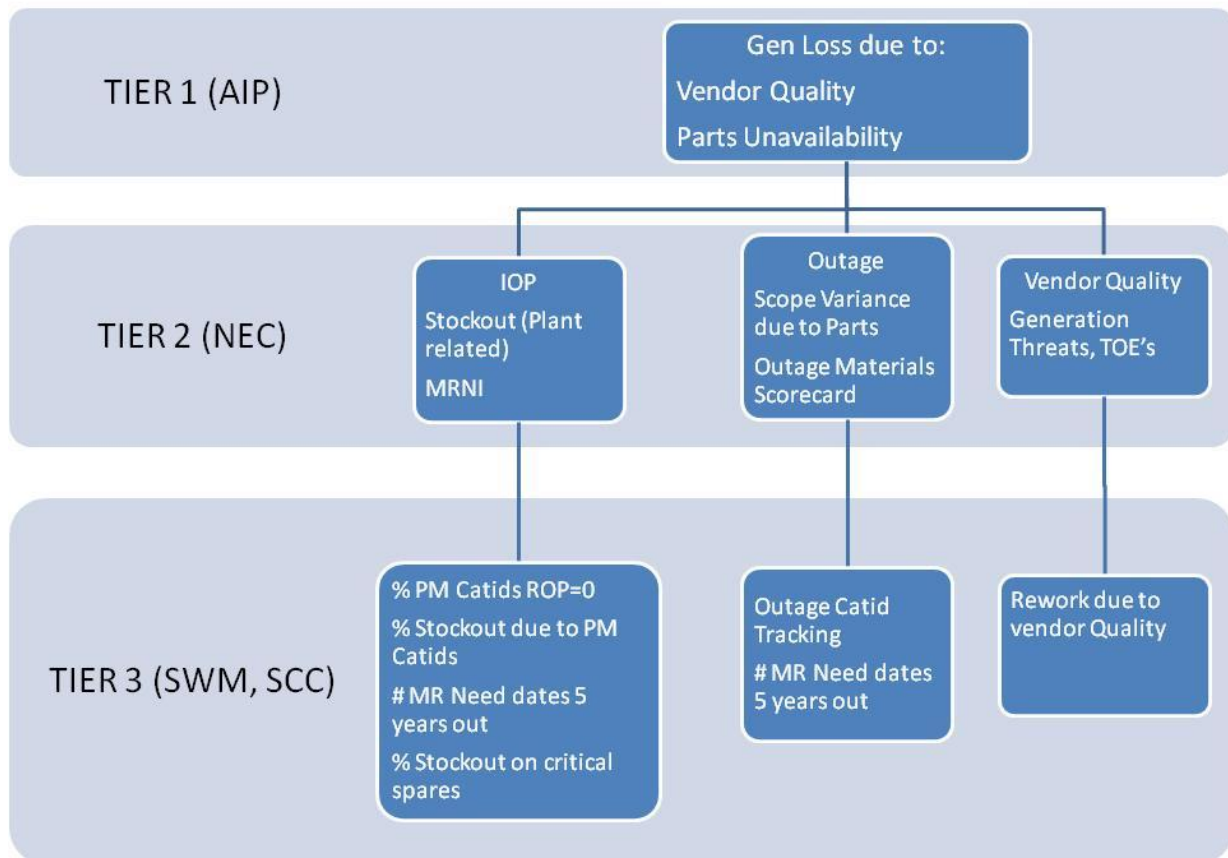 TIER 1 (AIP)
Gen Loss due to:
Vendor Quality
Parts Unavailability
TIER 2 (NEC)
IOP
Stockout (Plant
related)
MRNI
Outage
Scope Variance
due to Parts
Outage Materials
Scorecard
Vendor Quality
Generation
Threats, TOE's
TIER 3 (SWM, SCC)
% PM Catids ROP=0
% Stockout due to PM
Catids
# MR Need dates 5
years out
% Stockout on critical
spares
Outage Catid
Tracking
# MR Need dates
5 years out
Rework due to
vendor Quality